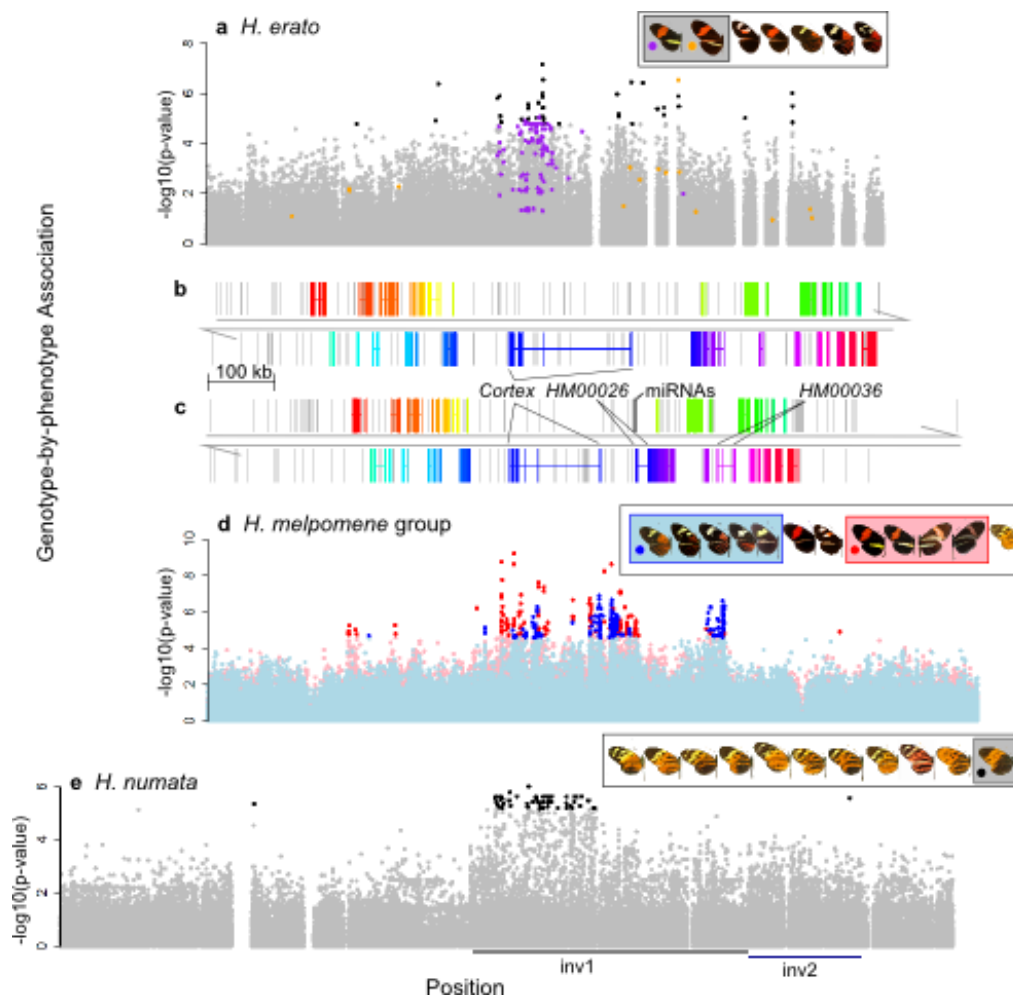 a H. erato
8
6
4
2
0
-log10(p-value)
Genotype-by-phenotype Association
b
100 kb
Cortex HM00026 miRNAs HM00036
c
d H. melpomene group
10
8
6
4
2
0
-log10(p-value)
e H. numata
6
4
2
0
-log10(p-value)
inv1
inv2
Position